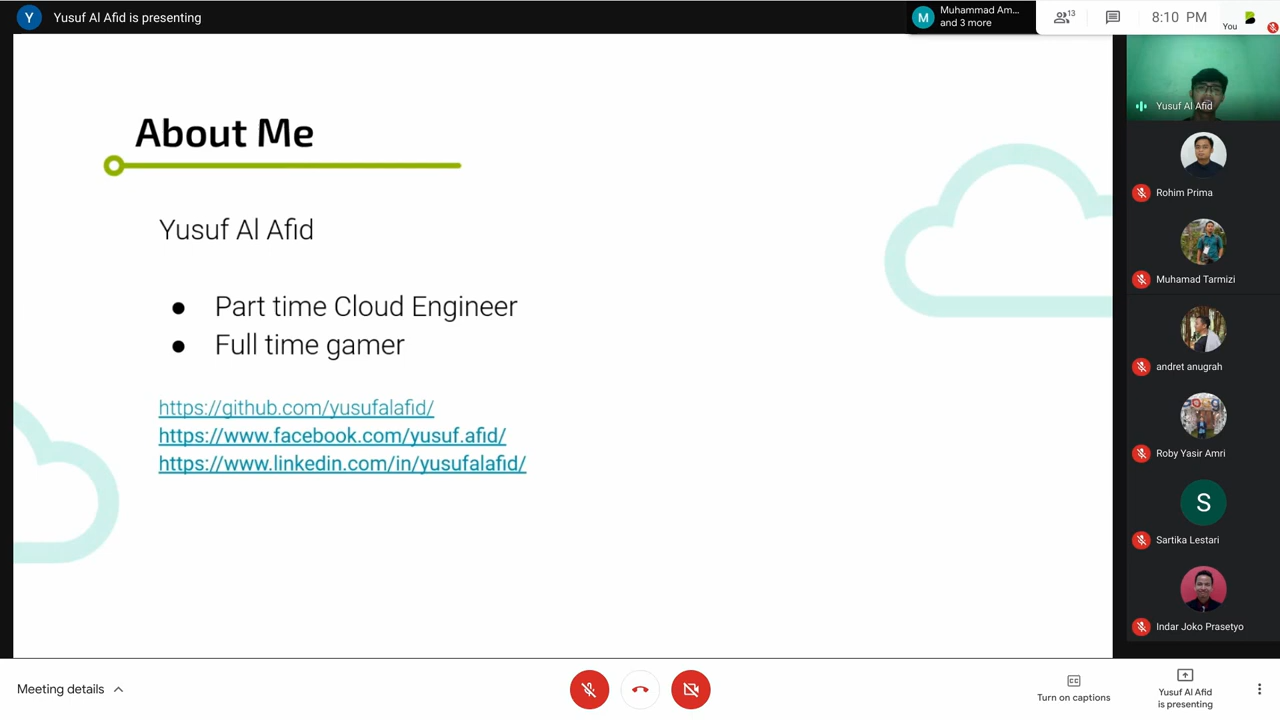 Y
Yusuf Al Afid is presenting
M
Muhammad Am...
and 3 more
13
8:10 PM
You
About Me
Yusuf Al Afid
● Part time Cloud Engineer
● Full time gamer
https://github.com/yusufalafid/
https://www.facebook.com/yusuf.afid/
https://www.linkedin.com/in/yusufalafid/
Yusuf Al Afid
Rohim Prima
Muhamad Tarmizi
andret anugrah
Roby Yasir Amri
S
Sartika Lestari
Indar Joko Prasetyo
Meeting details
CC
Turn on captions
Yusuf Al Afid
is presenting